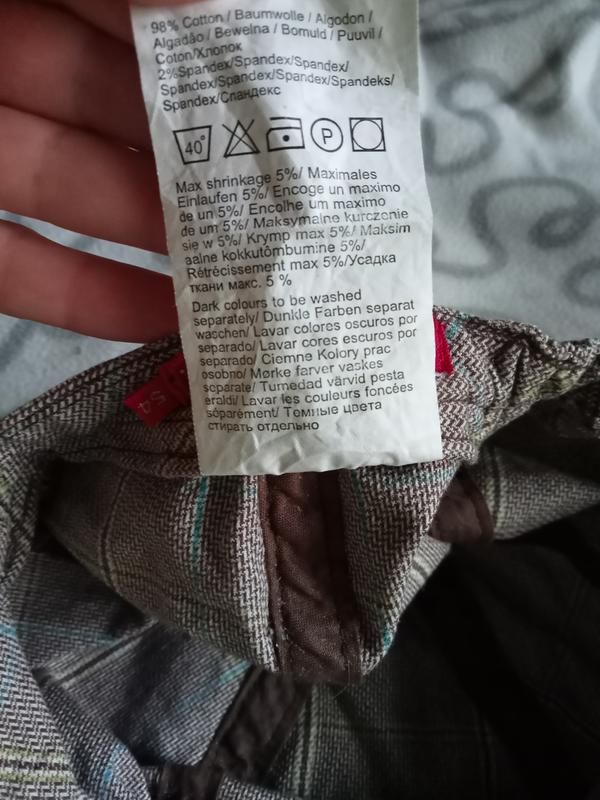 98% Cotton / Baumwolle / Algodon /
Algadão / Bewelna / Bomuld / Puuvil /
Coton/Хлопок
2%Spandex/Spandex/Spandex/
Spandex/Spandex/Spandex/Spandeks/
Spandex/Спандекс
40° P
Max shrinkage 5%/ Maximales
Einlaufen 5%/ Encoge un maximo
de un 5%/ Encolhe um maximo
de um 5%/ Maksymalne kurczenie
się w 5%/ Krymp max 5%/ Maksim
aalne kokkutõmbumine 5%/
Rétrécissement max 5%/Усадка
ткани макс. 5 %
Dark colours to be washed
separately/ Dunkle Farben separat
waschen/ Lavar colores oscuros por
separado/ Lavar cores escuros por
separado/ Ciemne Kolory prac
osobno/ Mørke farver vaskes
separate/ Tumedad värvid pesta
eraldi/ Lavar les couleurs foncées
séparément/ Темные цвета
стирать отдельно
54